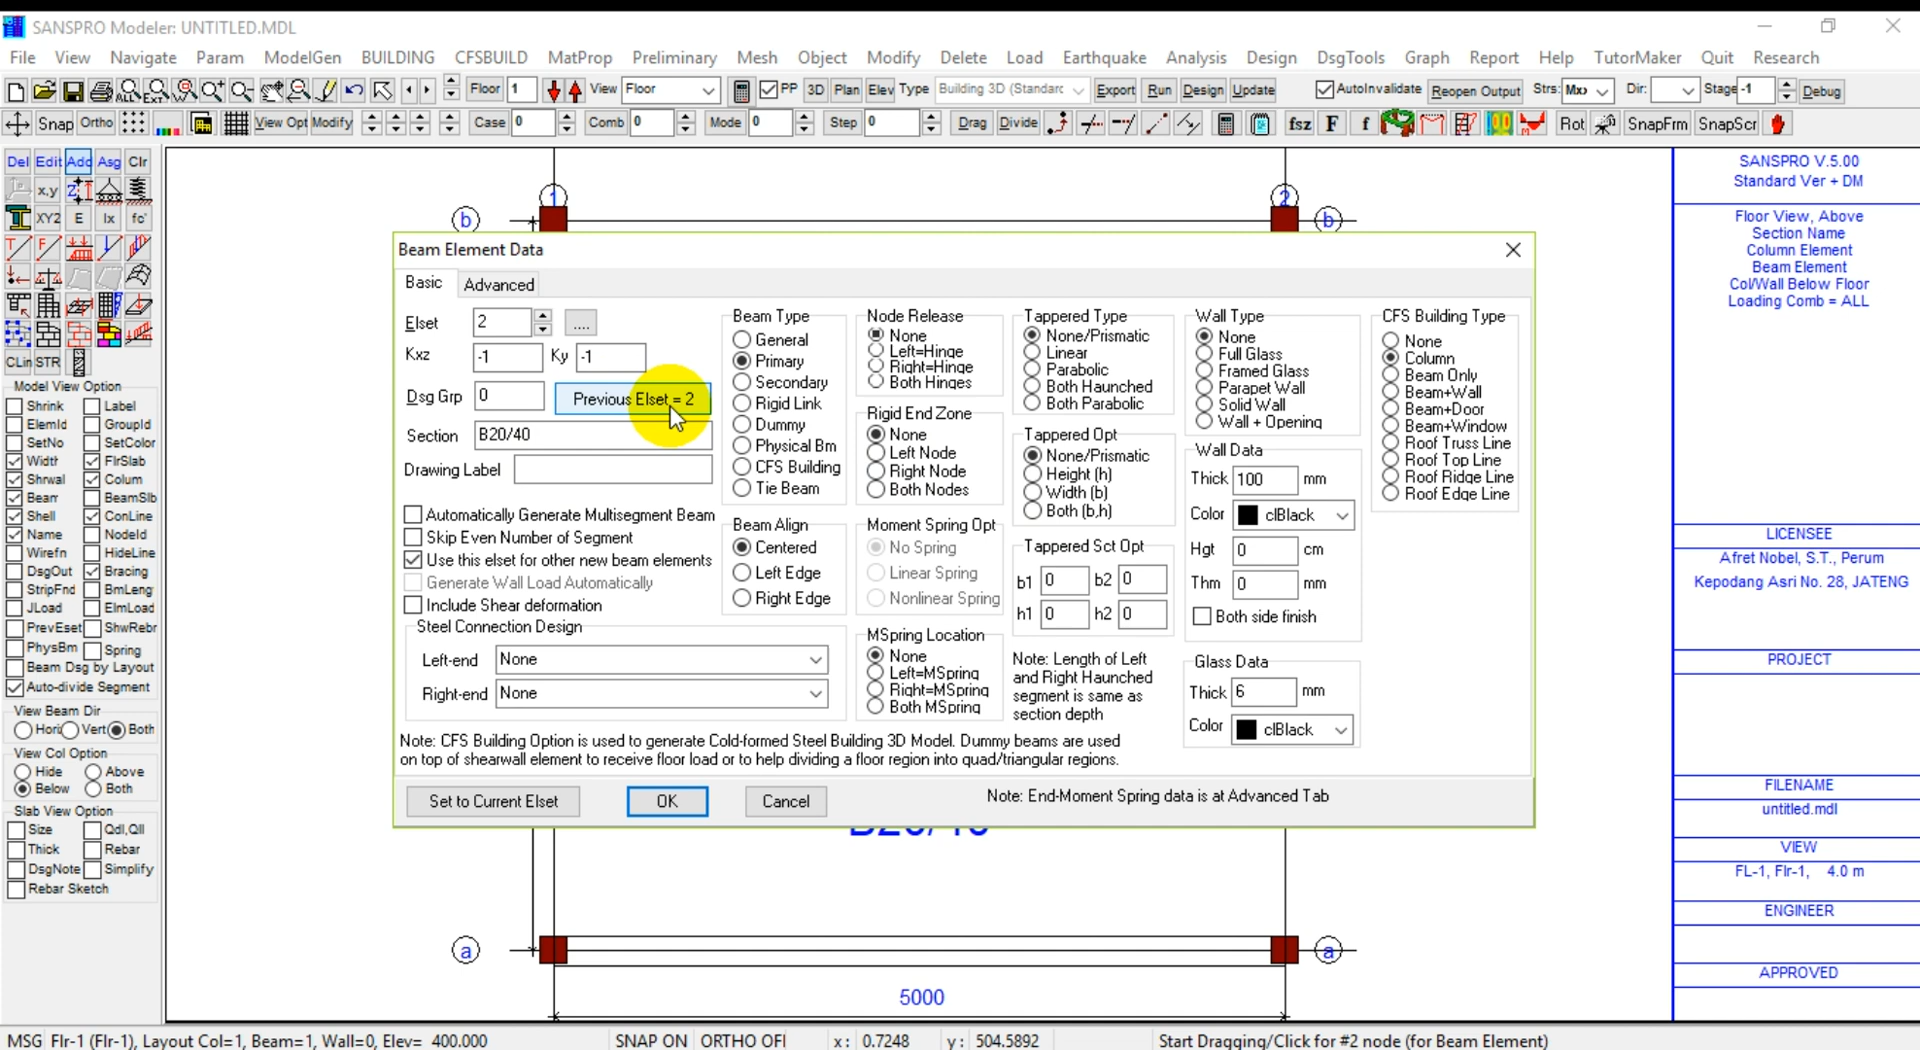 SANSPRO Modeler: UNTITLED.MDL
File View Navigate Param ModelGen BUILDING CFSBUILD MatProp Preliminary Mesh Object Modify Delete Load Earthquake Analysis Design DsgTools Graph Report Help TutorMaker Quit Research
ALL EXT Floor 1 View Floor PP 3D Plan Elev Type Building 3D (Standarc Export Run Design Update AutoInvalidate Reopen Output Strs: Mxx Dir: Stage -1 Debug
Snap Ortho View Opt Modify Case 0 Comb 0 Mode 0 Step 0 Drag Divide fsz F f Rot SnapFrm SnapScr
Del Edit Add Asg Clr
x,y Z
XY2 E Ix fc'
T F
CLin STR
Model View Option
Shrink Label
ElemId GroupId
SetNo SetColor
Width FlrSlab
Shrwal Colum
Bearr BeamSlb
Shell ConLine
Name NodeId
Wirefn HideLine
DsgOut Bracing
StripFnd BmLeng
JLoad ElmLoad
PrevEset ShwRebr
PhysBm Spring
Beam Dsg by Layout
Auto-divide Segment
View Beam Dir
Hori Vert Both
View Col Option
Hide Above
Below Both
Slab View Option
Size Qdl,Qll
Thick Rebar
DsgNote Simplify
Rebar Sketch
1 2
b b
Beam Element Data
Basic Advanced
Elset 2 ....
Kxz -1 Ky -1
Dsg Grp 0 Previous Elset = 2
Section B20/40
Drawing Label
Automatically Generate Multisegment Beam
Skip Even Number of Segment
Use this elset for other new beam elements
Generate Wall Load Automatically
Include Shear deformation
Steel Connection Design
Left-end None
Right-end None
Beam Type
General
Primary
Secondary
Rigid Link
Dummy
Physical Bm
CFS Building
Tie Beam
Beam Align
Centered
Left Edge
Right Edge
Node Release
None
Left=Hinge
Right=Hinge
Both Hinges
Rigid End Zone
None
Left Node
Right Node
Both Nodes
Moment Spring Opt
No Spring
Linear Spring
Nonlinear Spring
MSpring Location
None
Left=MSpring
Right=MSpring
Both MSpring
Tappered Type
None/Prismatic
Linear
Parabolic
Both Haunched
Both Parabolic
Tappered Opt
None/Prismatic
Height (h)
Width (b)
Both (b,h)
Tappered Sct Opt
b1 0 b2 0
h1 0 h2 0
Note: Length of Left
and Right Haunched
segment is same as
section depth
Wall Type
None
Full Glass
Framed Glass
Parapet Wall
Solid Wall
Wall + Opening
Wall Data
Thick 100 mm
Color clBlack
Hgt 0 cm
Thm 0 mm
Both side finish
Glass Data
Thick 6 mm
Color clBlack
CFS Building Type
None
Column
Beam Only
Beam+Wall
Beam+Door
Beam+Window
Roof Truss Line
Roof Top Line
Roof Ridge Line
Roof Edge Line
Note: CFS Building Option is used to generate Cold-formed Steel Building 3D Model. Dummy beams are used
on top of shearwall element to receive floor load or to help dividing a floor region into quad/triangular regions.
Set to Current Elset OK Cancel Note: End-Moment Spring data is at Advanced Tab
a a
5000
SANSPRO V.5.00
Standard Ver + DM
Floor View, Above
Section Name
Column Element
Beam Element
Col/Wall Below Floor
Loading Comb = ALL
LICENSEE
Afret Nobel, S.T., Perum
Kepodang Asri No. 28, JATENG
PROJECT
FILENAME
untitled.mdl
VIEW
FL-1, Flr-1, 4.0 m
ENGINEER
APPROVED
MSG Flr-1 (Flr-1), Layout Col=1, Beam=1, Wall=0, Elev= 400.000 SNAP ON ORTHO OFI x: 0.7248 y: 504.5892 Start Dragging/Click for #2 node (for Beam Element)